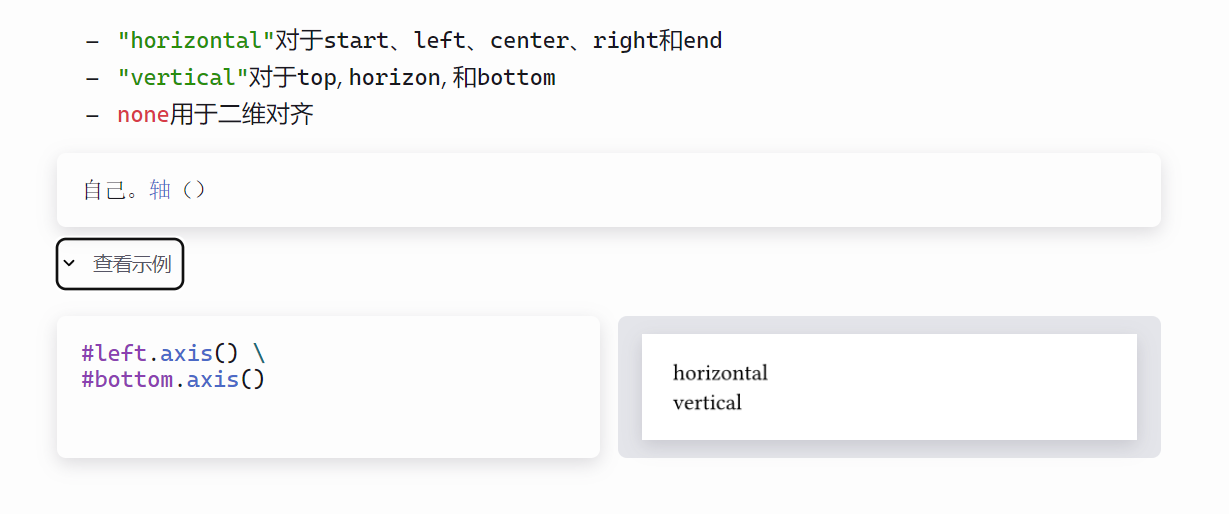 – "horizontal"对于start、left、center、right和end
– "vertical"对于top, horizon, 和bottom
– none用于二维对齐
自己。轴（）
查看示例
#left.axis() \
#bottom.axis()
horizontal
vertical